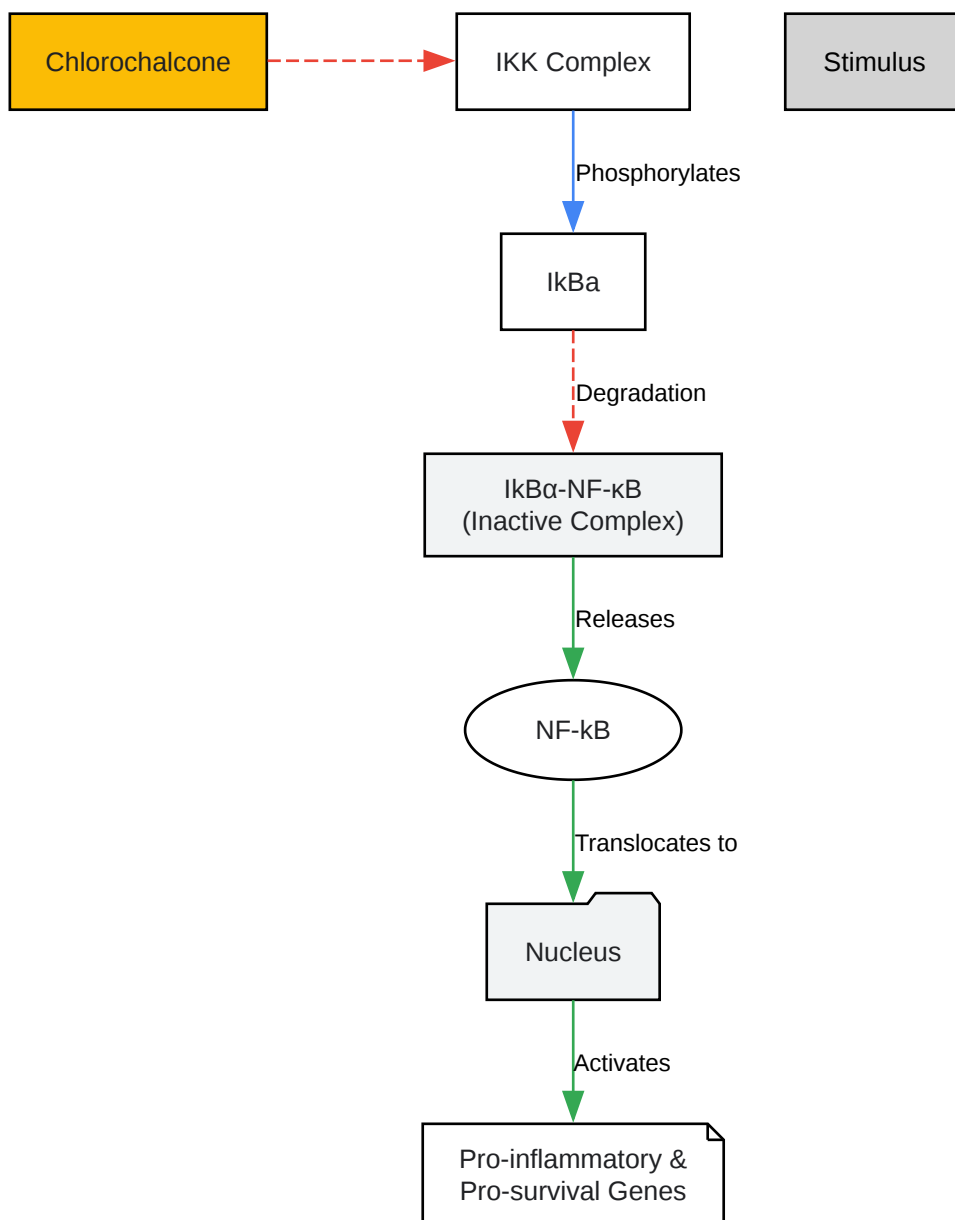 Chlorochalcone
IKK Complex
Stimulus
Phosphorylates
IkBa
Degradation
IkBα-NF-κB
(Inactive Complex)
Releases
NF-kB
Translocates to
Nucleus
Activates
Pro-inflammatory &
Pro-survival Genes